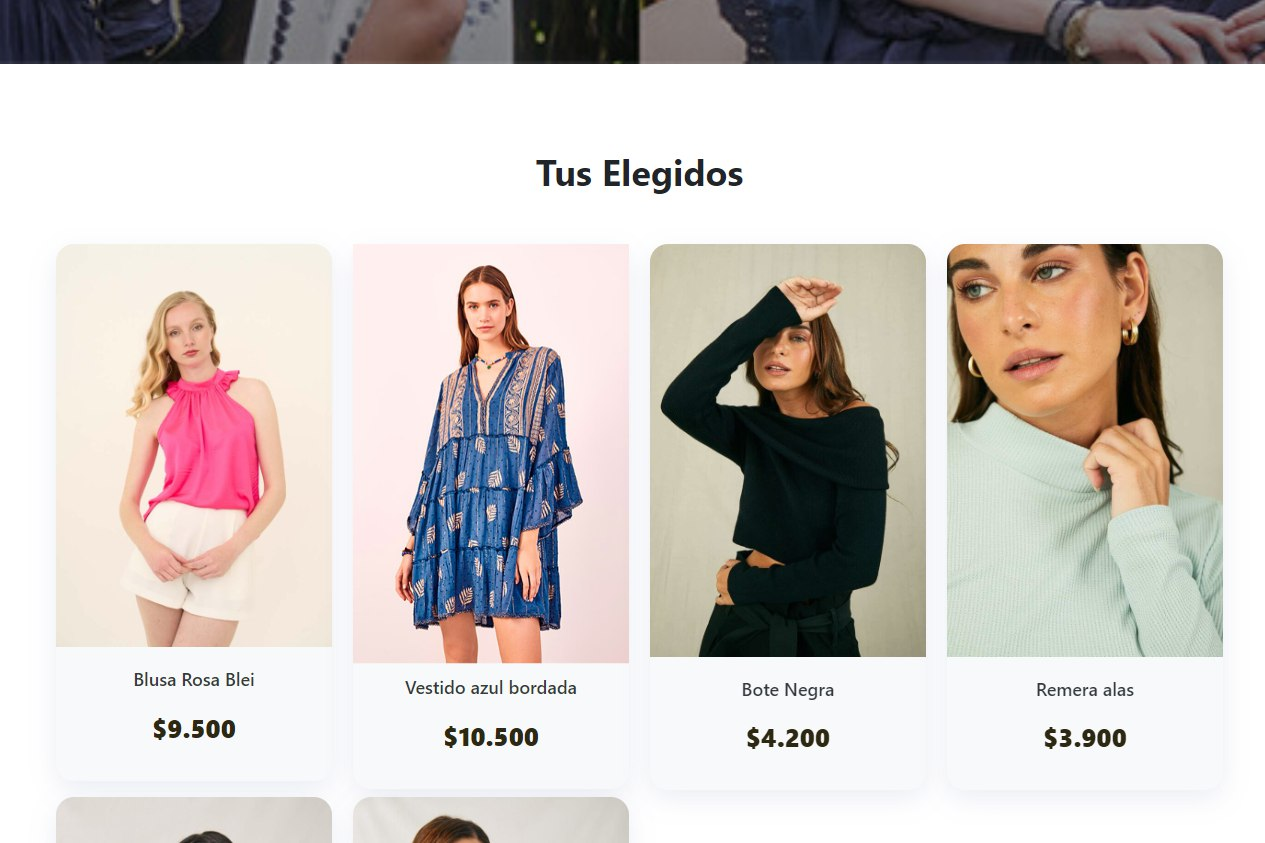 Tus Elegidos
Blusa Rosa Blei
$9.500
Vestido azul bordada
$10.500
Bote Negra
$4.200
Remera alas
$3.900